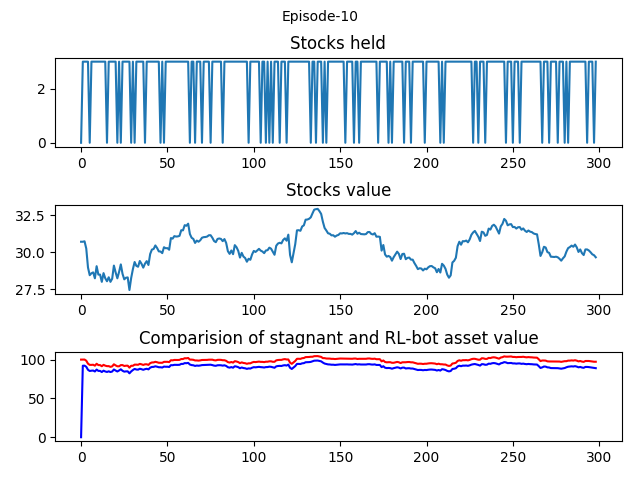 Episode-10
Stocks held
2
0
0 50 100 150 200 250 300
Stocks value
32.5
30.0
27.5
0 50 100 150 200 250 300
Comparision of stagnant and RL-bot asset value
100
50
0
0 50 100 150 200 250 300